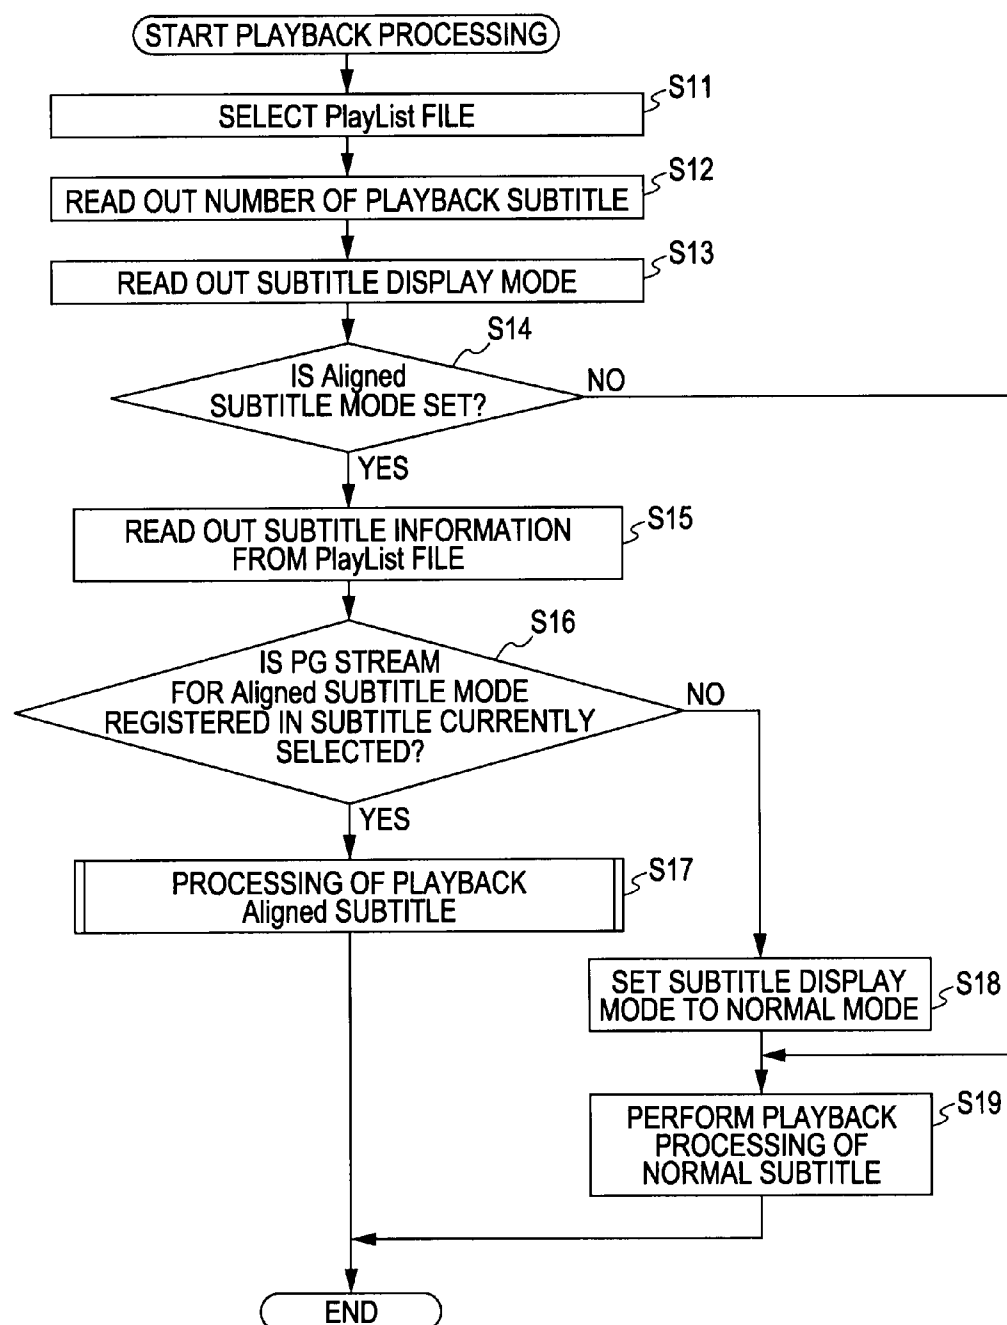 START PLAYBACK PROCESSING
S11
SELECT PlayList FILE
S12
READ OUT NUMBER OF PLAYBACK SUBTITLE
S13
READ OUT SUBTITLE DISPLAY MODE
S14
IS Aligned
SUBTITLE MODE SET?
NO
YES
S15
READ OUT SUBTITLE INFORMATION
FROM PlayList FILE
S16
IS PG STREAM
FOR Aligned SUBTITLE MODE
REGISTERED IN SUBTITLE CURRENTLY
SELECTED?
NO
YES
S17
PROCESSING OF PLAYBACK
Aligned SUBTITLE
S18
SET SUBTITLE DISPLAY
MODE TO NORMAL MODE
S19
PERFORM PLAYBACK
PROCESSING OF
NORMAL SUBTITLE
END